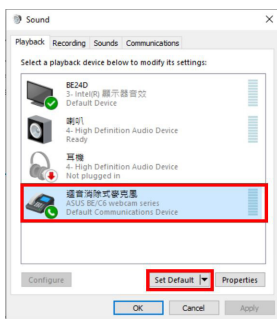 Sound
Playback Recording Sounds Communications
Select a playback device below to modify its settings:
BE24D
3- Intel(R) 顯示器音效
Default Device
喇叭
4- High Definition Audio Device
Ready
耳機
4- High Definition Audio Device
Not plugged in
迴音消除式麥克風
ASUS BE/C6 webcam series
Default Communications Device
Configure Set Default Properties
OK Cancel Apply